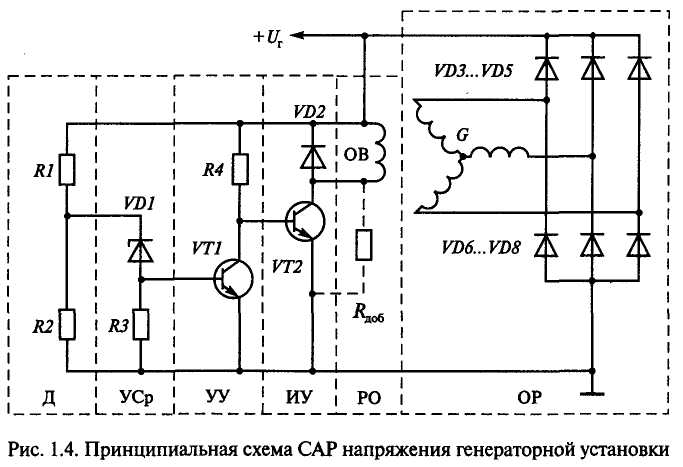 +Uг
VD3...VD5
VD2
R1
R4
ОВ
G
VD1
VT1
VT2
VD6...VD8
R2
R3
Rдоб
Д
УСр
УУ
ИУ
РО
ОР
Рис. 1.4. Принципиальная схема САР напряжения генераторной установки